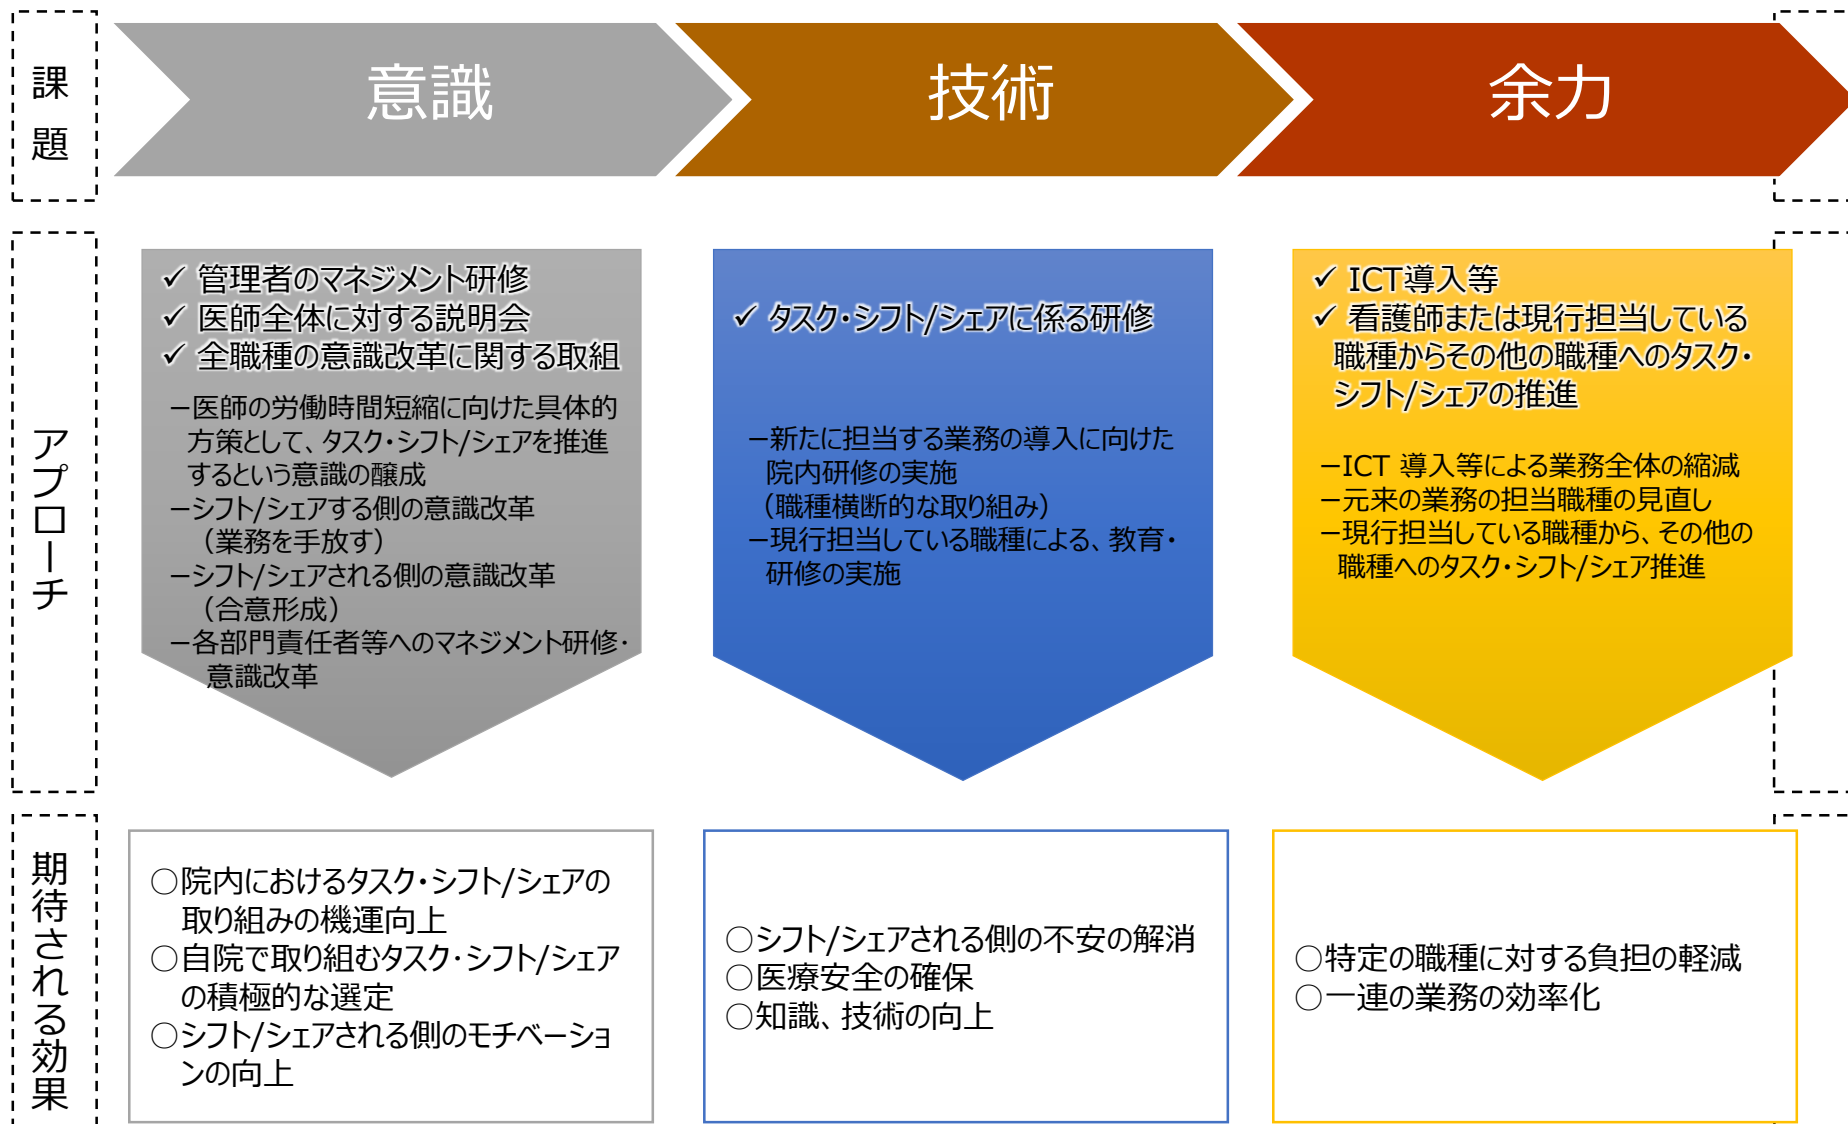 課題
意識
技術
余力
アプローチ
✓ 管理者のマネジメント研修
✓ 医師全体に対する説明会
✓ 全職種の意識改革に関する取組
－医師の労働時間短縮に向けた具体的
方策として、タスク・シフト/シェアを推進
するという意識の醸成
－シフト/シェアする側の意識改革
（業務を手放す）
－シフト/シェアされる側の意識改革
（合意形成）
－各部門責任者等へのマネジメント研修・
意識改革
✓ タスク・シフト/シェアに係る研修
－新たに担当する業務の導入に向けた
院内研修の実施
（職種横断的な取り組み）
－現行担当している職種による、教育・
研修の実施
✓ ICT導入等
✓ 看護師または現行担当している
職種からその他の職種へのタスク・
シフト/シェアの推進
－ICT 導入等による業務全体の縮減
－元来の業務の担当職種の見直し
－現行担当している職種から、その他の
職種へのタスク・シフト/シェア推進
期待される効果
○院内におけるタスク・シフト/シェアの
取り組みの機運向上
○自院で取り組むタスク・シフト/シェア
の積極的な選定
○シフト/シェアされる側のモチベーショ
ンの向上
○シフト/シェアされる側の不安の解消
○医療安全の確保
○知識、技術の向上
○特定の職種に対する負担の軽減
○一連の業務の効率化